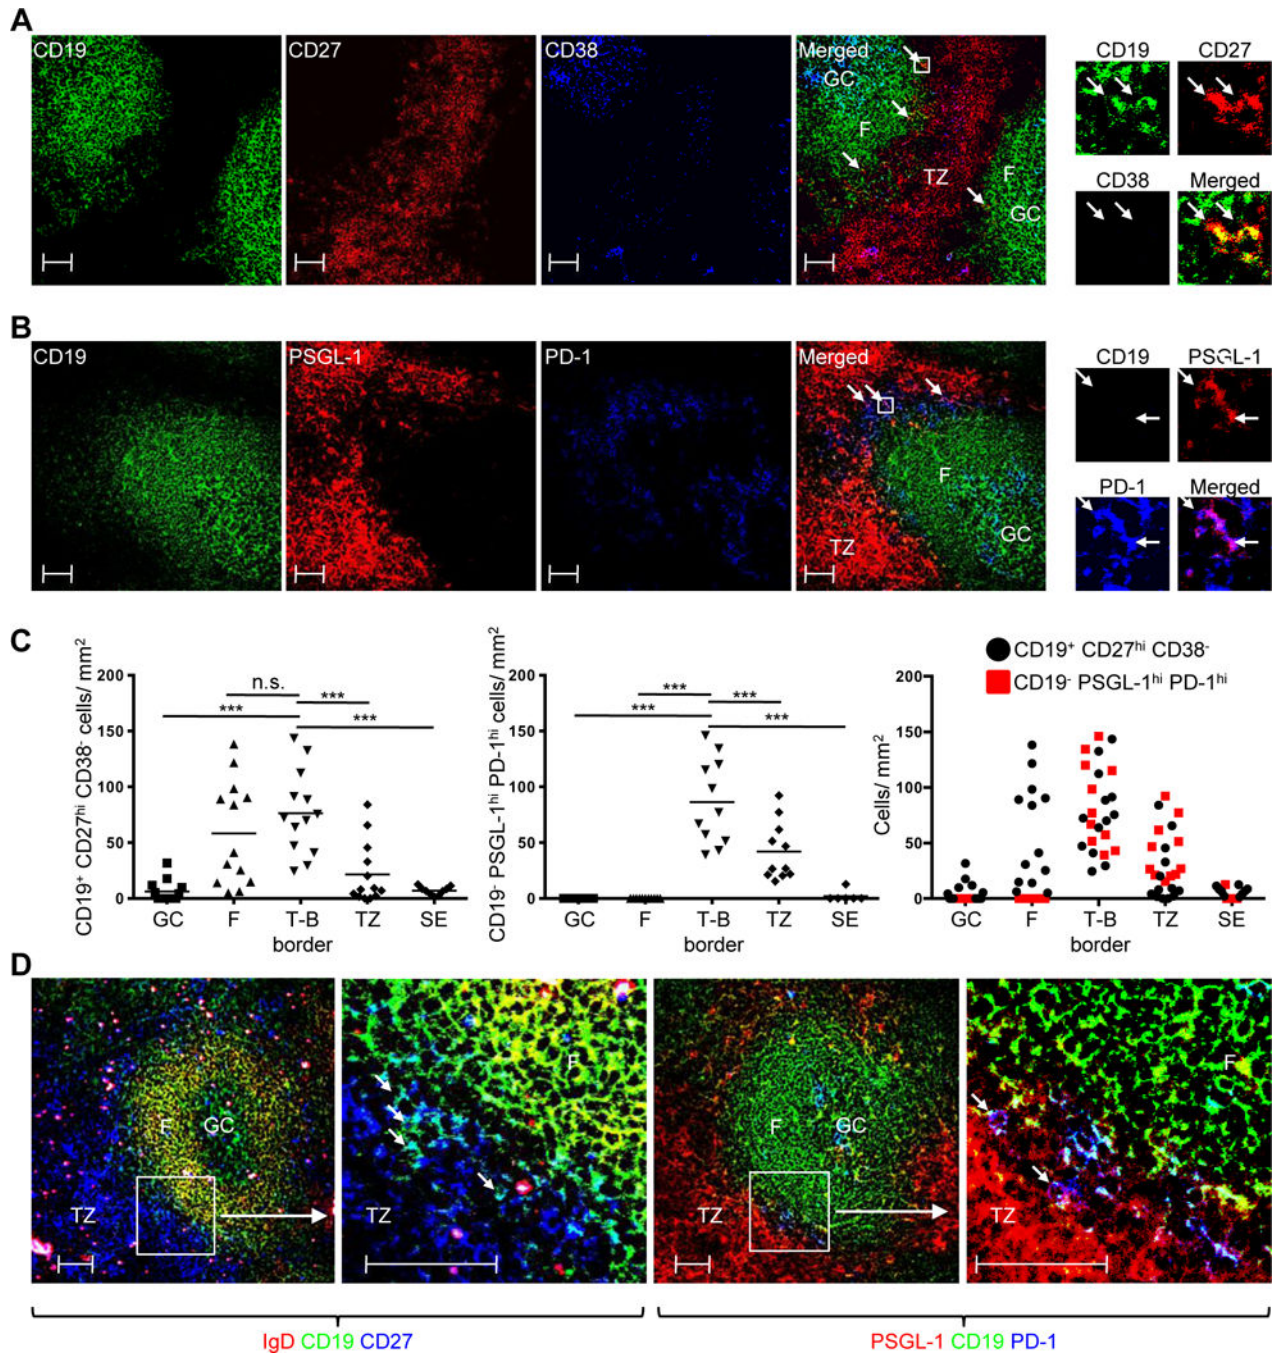 A
CD19
CD27
CD38
Merged
GC
F
TZ
F
GC
CD19
CD27
CD38
Merged
B
CD19
PSGL-1
PD-1
Merged
F
GC
TZ
CD19
PSGL-1
PD-1
Merged
C
CD19⁺ CD27ʰⁱ CD38⁻ cells/ mm²
200
150
100
50
0
n.s.
***
***
***
GC
F
T-B
TZ
SE
border
CD19⁻ PSGL-1ʰⁱ PD-1ʰⁱ cells/ mm²
200
150
100
50
0
***
***
***
***
GC
F
T-B
TZ
SE
border
CD19⁺ CD27ʰⁱ CD38⁻
CD19⁻ PSGL-1ʰⁱ PD-1ʰⁱ
Cells/ mm²
200
150
100
50
0
GC
F
T-B
TZ
SE
border
D
F
GC
TZ
F
TZ
F
GC
TZ
F
TZ
IgD CD19 CD27
PSGL-1 CD19 PD-1